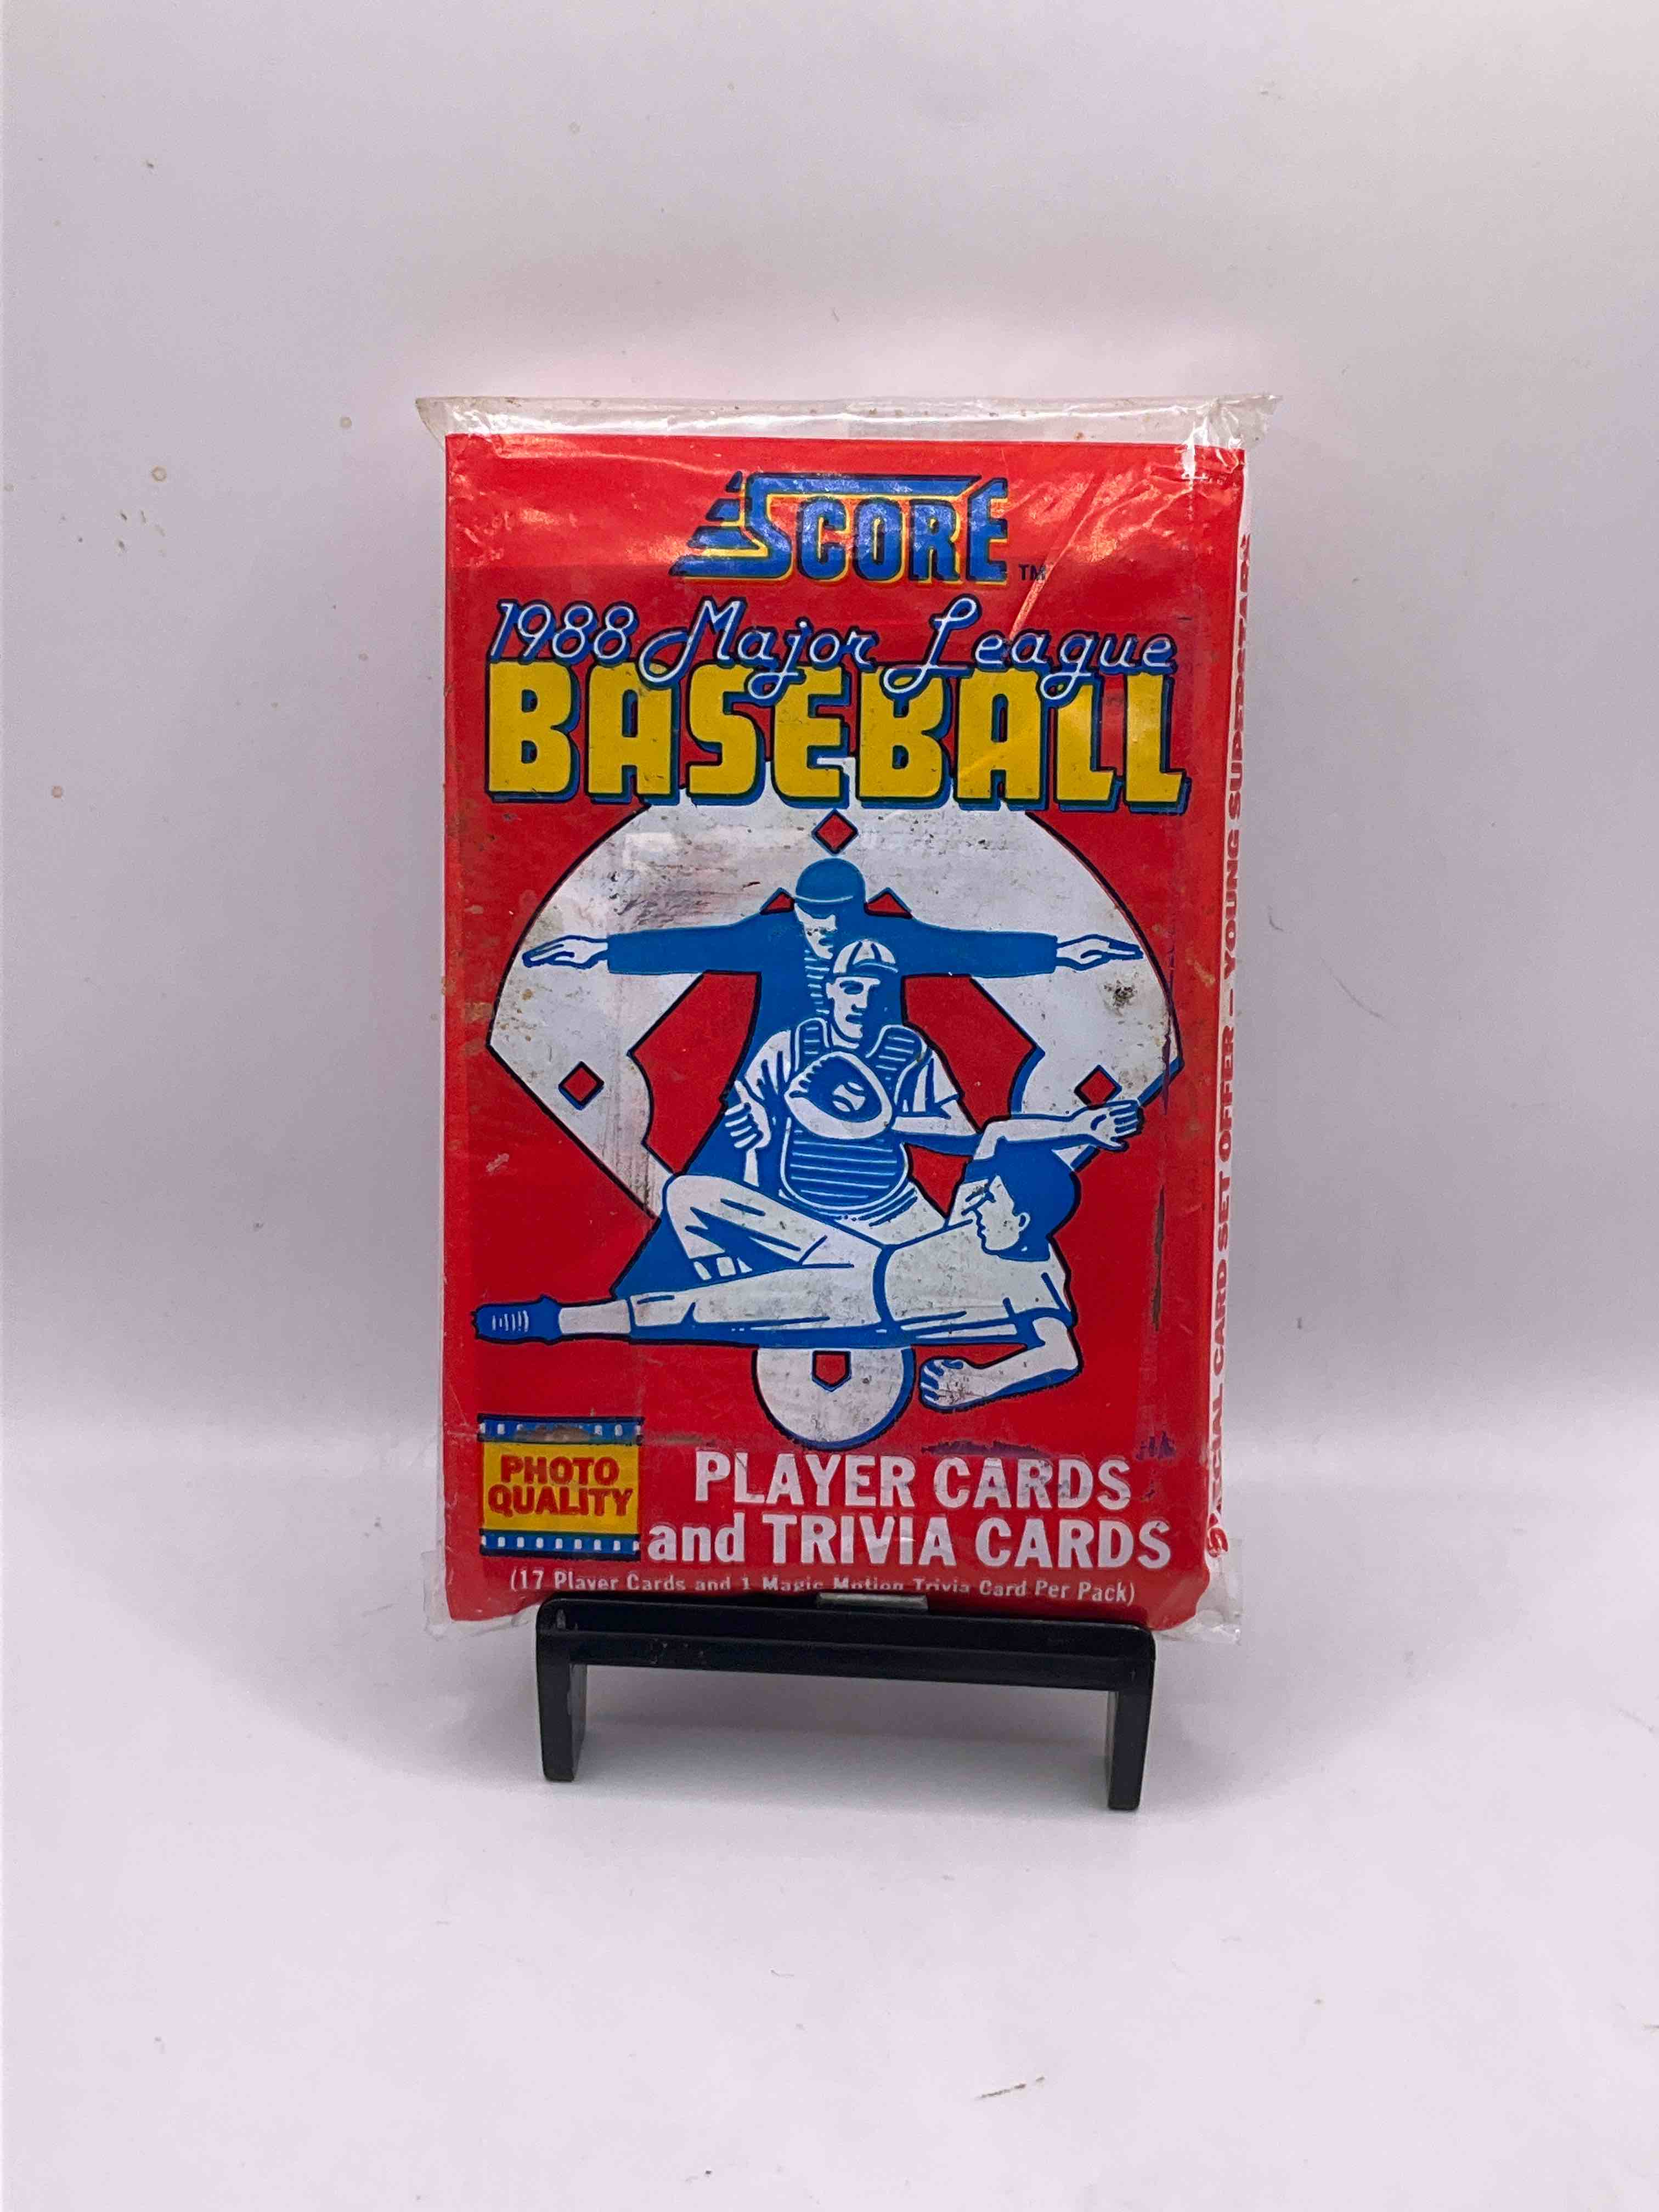 SCORE TM
1988 Major League
BASEBALL
PHOTO
QUALITY
PLAYER CARDS
and TRIVIA CARDS
(17 Player Cards and 1 Magic Motion Trivia Card Per Pack)
SPECIAL CARD SET OFFER — YOUNG SUPERSTARS